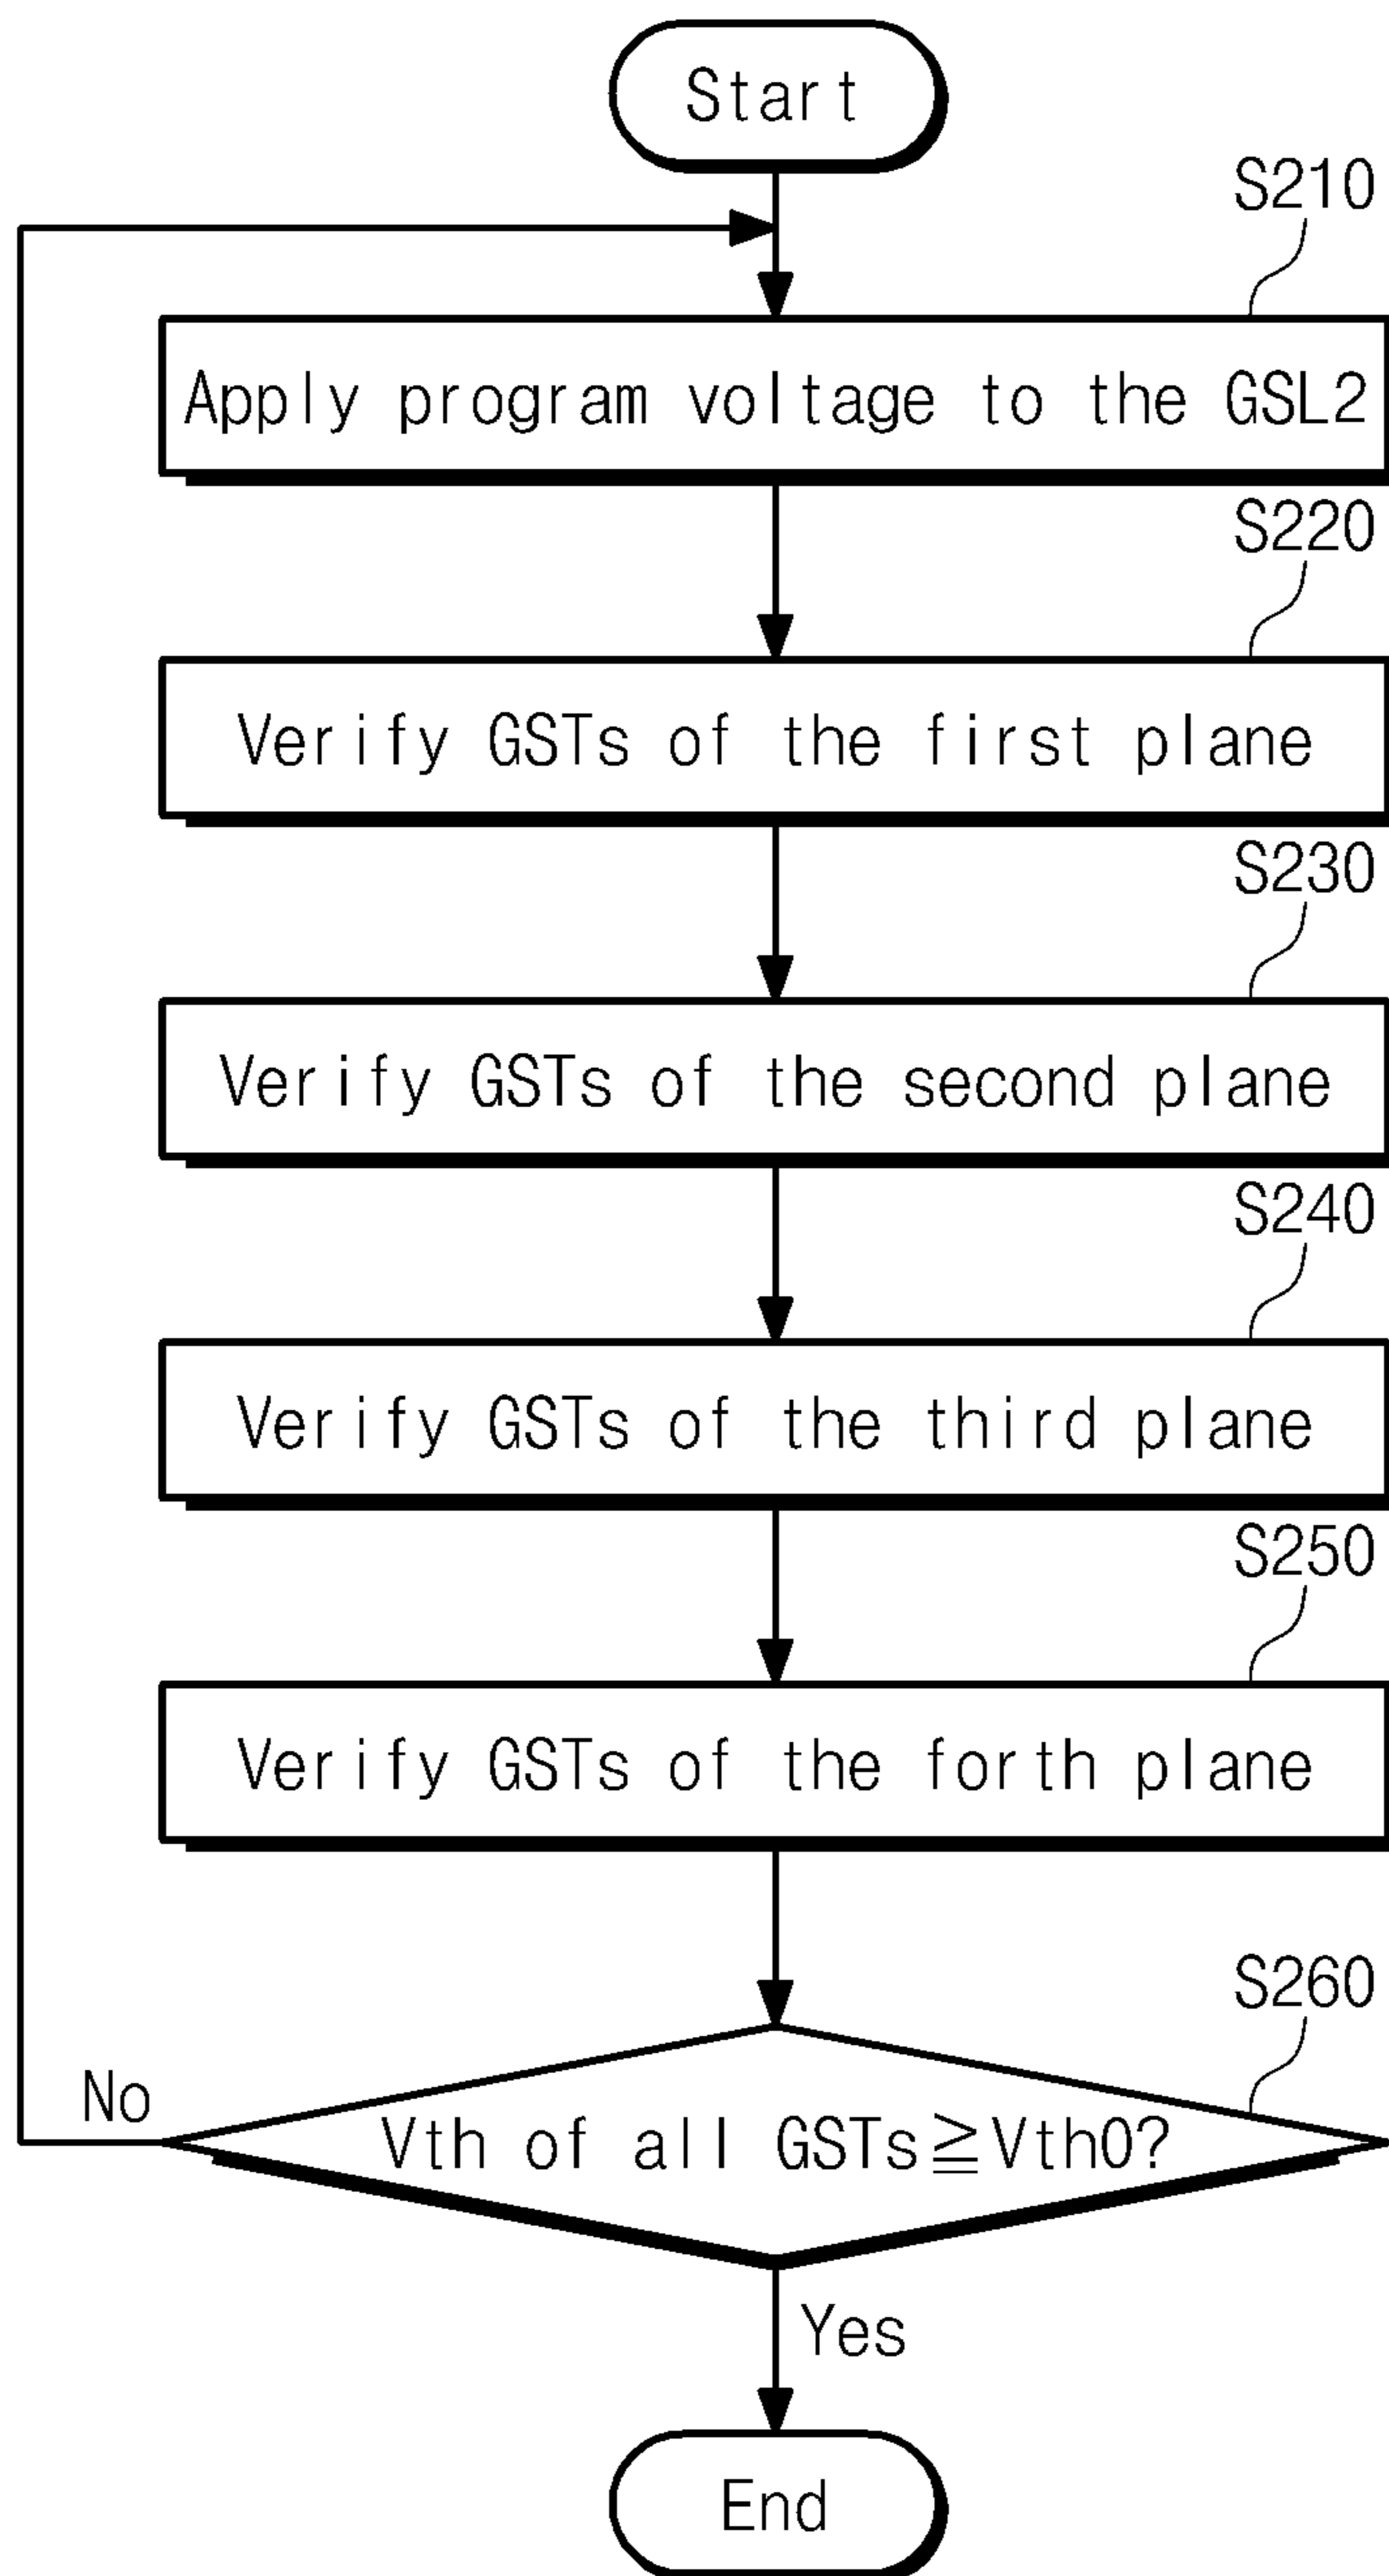 Start
S210
Apply program voltage to the GSL2
S220
Verify GSTs of the first plane
S230
Verify GSTs of the second plane
S240
Verify GSTs of the third plane
S250
Verify GSTs of the forth plane
S260
No
Vth of all GSTs≧Vth0?
Yes
End